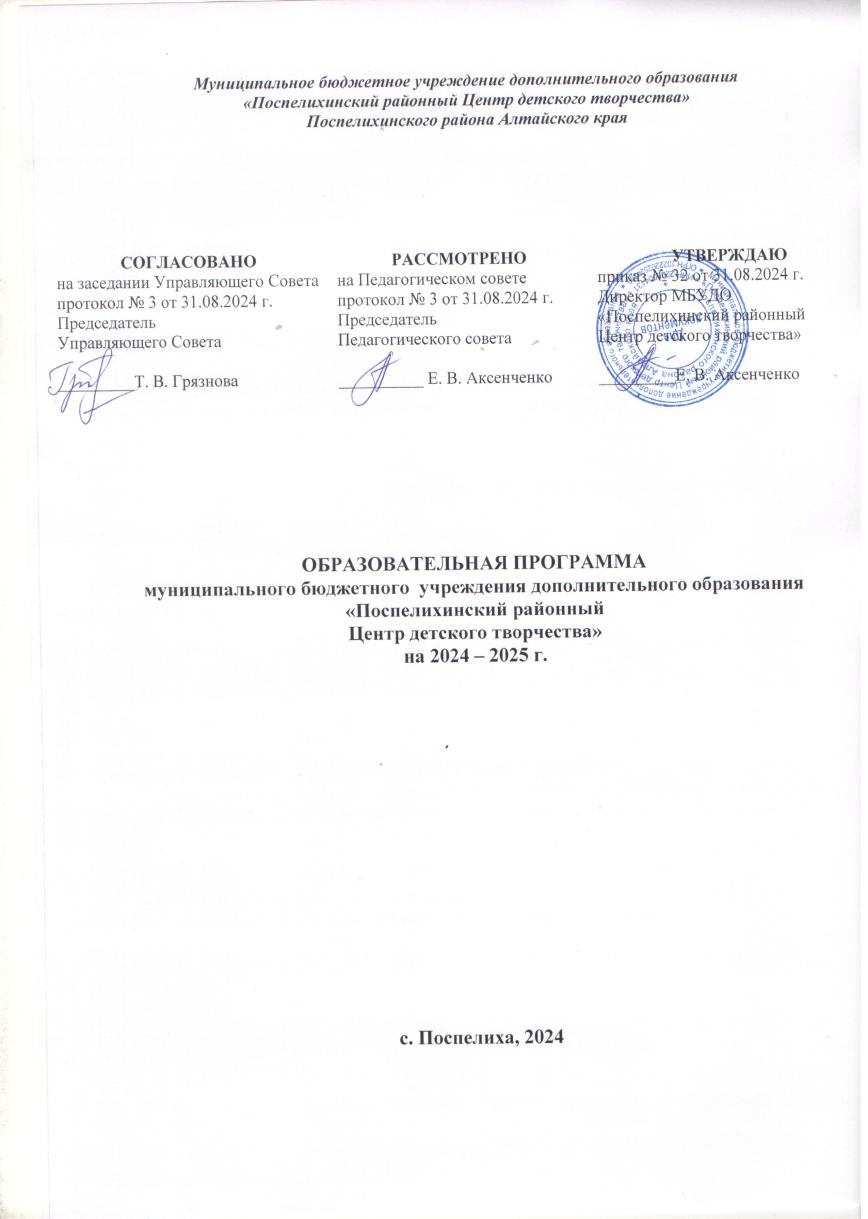 Муниципальное бюджетное учреждение дополнительного образования
«Поспелихинский районный Центр детского творчества»
Поспелихинского района Алтайского края
СОГЛАСОВАНО
на заседании Управляющего Совета
протокол № 3 от 31.08.2024 г.
Председатель
Управляющего Совета
Т. В. Грязнова
РАССМОТРЕНО
на Педагогическом совете
протокол № 3 от 31.08.2024 г.
Председатель
Педагогического совета
Е. В. Аксенченко
УТВЕРЖДАЮ
приказ № 32 от 31.08.2024 г.
Директор МБУДО
«Поспелихинский районный
Центр детского творчества»
Е. В. Аксенченко
для
документов
ОБРАЗОВАТЕЛЬНАЯ ПРОГРАММА
муниципального бюджетного учреждения дополнительного образования
«Поспелихинский районный
Центр детского творчества»
на 2024 – 2025 г.
с. Поспелиха, 2024